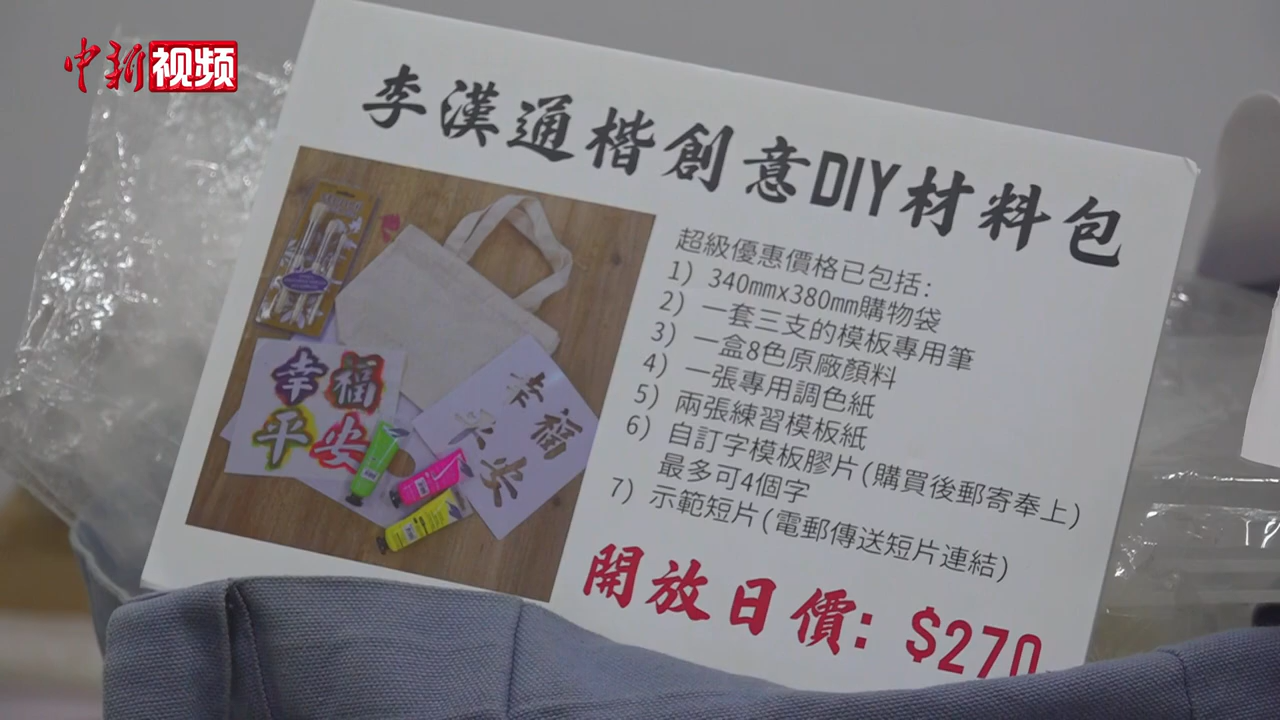 中新视频
李漢通楷創意DIY材料包
超級優惠價格已包括:
1) 340mmx380mm購物袋
2) 一套三支的模板專用筆
3) 一盒8色原廠顏料
4) 一張專用調色紙
5) 兩張練習模板紙
6) 自訂字模板膠片(購買後郵寄奉上)
最多可4個字
7) 示範短片(電郵傳送短片連結)
開放日價: $270
幸福
平安
幸福
平安